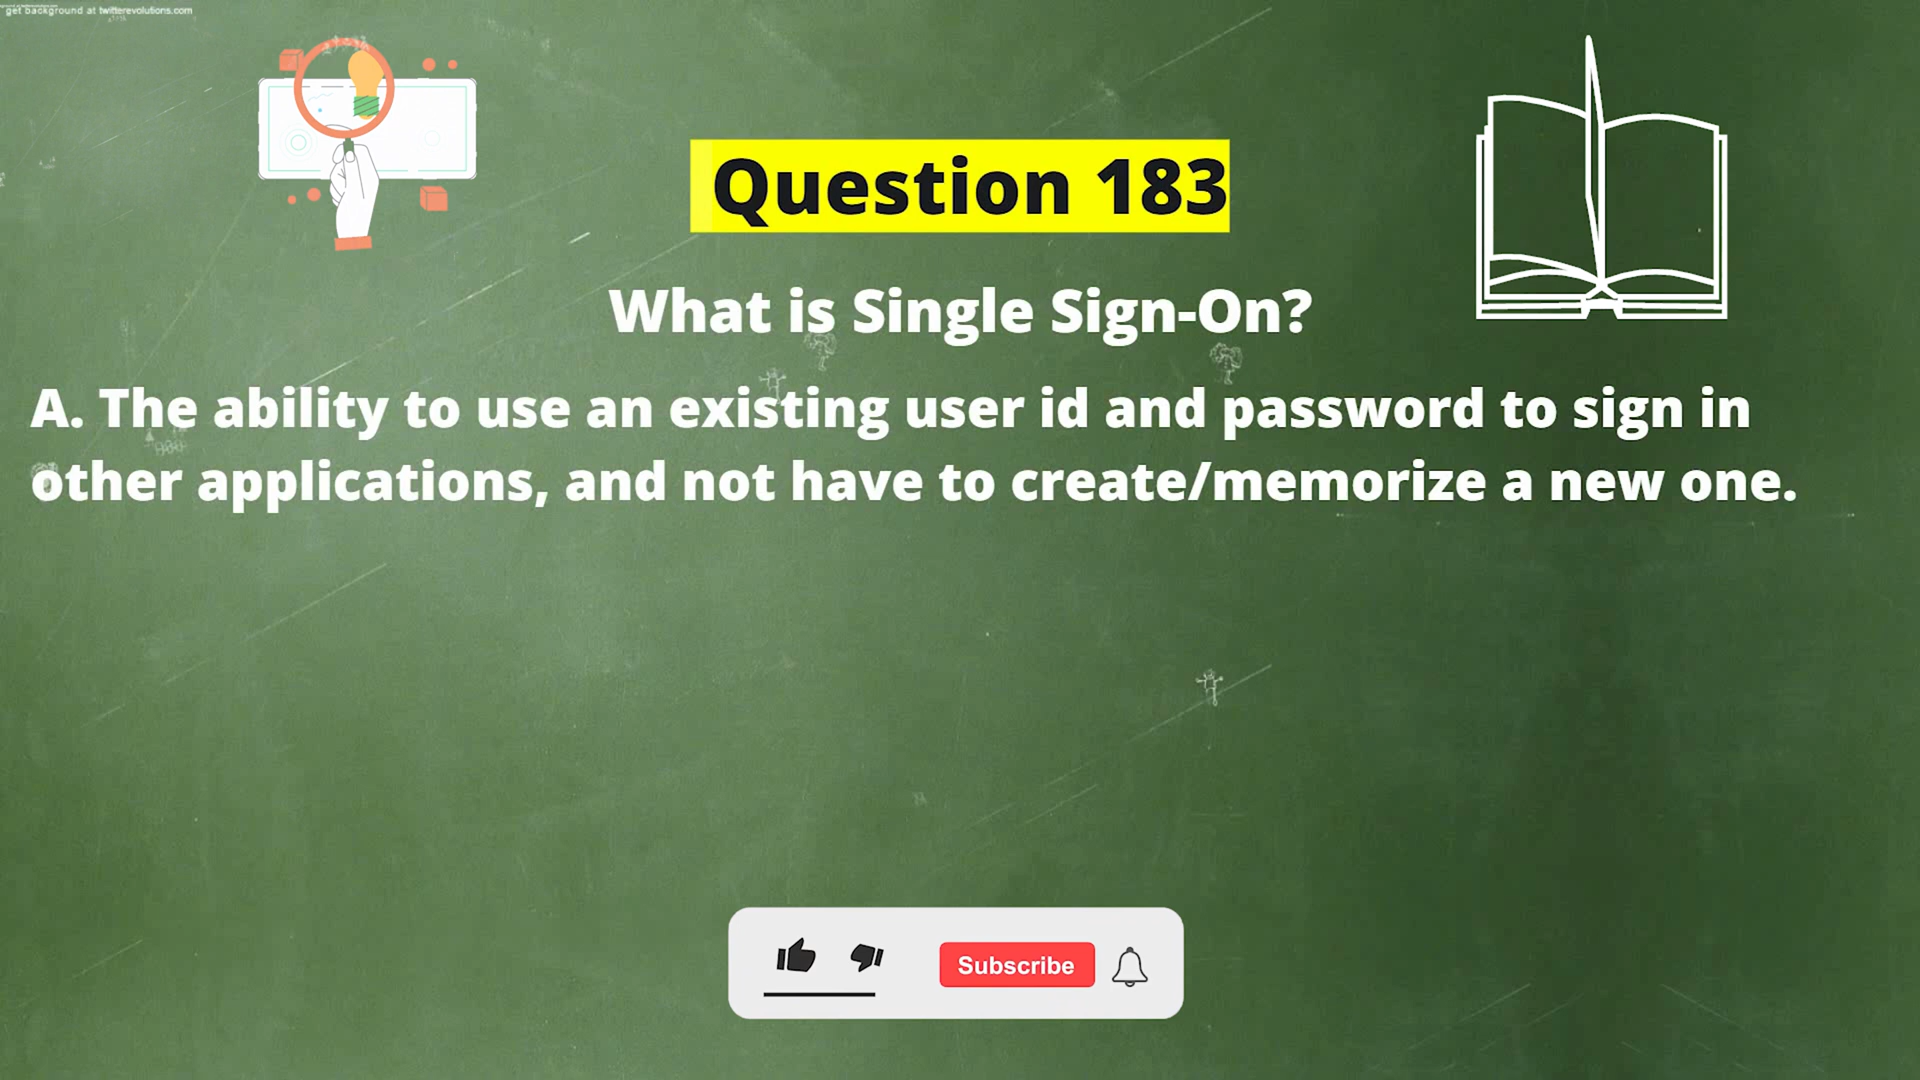 get background at twitterevolutions.com
Question 183
What is Single Sign-On?
A. The ability to use an existing user id and password to sign in
other applications, and not have to create/memorize a new one.
Subscribe